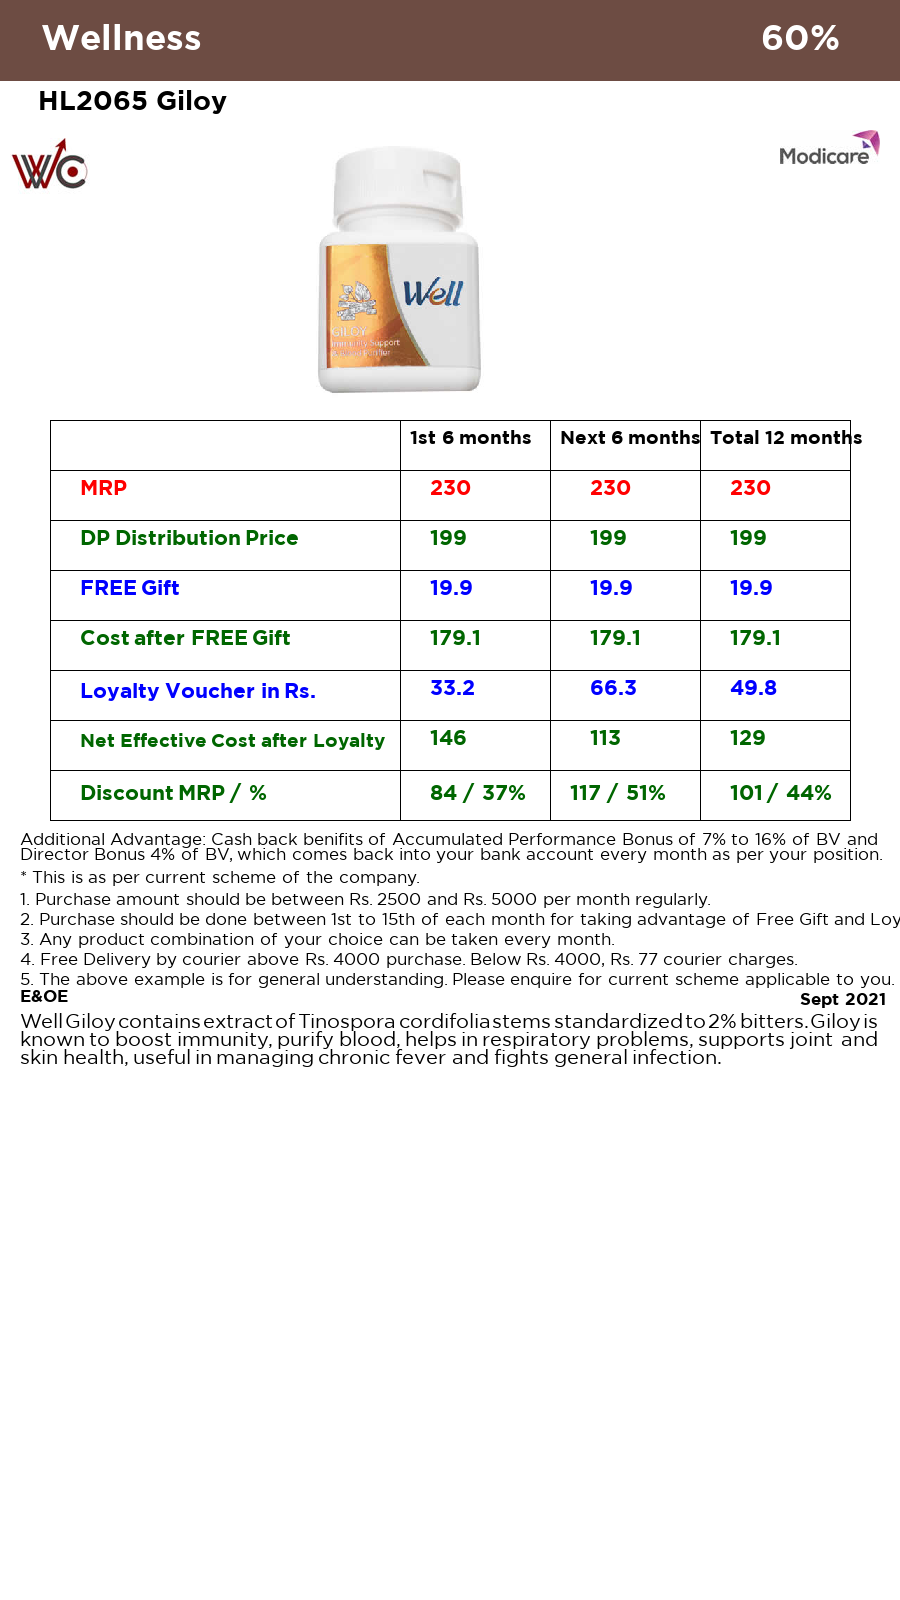 Wellness 60%
HL2065 Giloy
WC
Modicare
Well
GILOY
Immunity Support
1st 6 months Next 6 months Total 12 months
MRP 230 230 230
DP Distribution Price 199 199 199
FREE Gift 19.9 19.9 19.9
Cost after FREE Gift 179.1 179.1 179.1
Loyalty Voucher in Rs. 33.2 66.3 49.8
Net Effective Cost after Loyalty 146 113 129
Discount MRP / % 84 / 37% 117 / 51% 101 / 44%
Additional Advantage: Cash back benifits of Accumulated Performance Bonus of 7% to 16% of BV and
Director Bonus 4% of BV, which comes back into your bank account every month as per your position.
* This is as per current scheme of the company.
1. Purchase amount should be between Rs. 2500 and Rs. 5000 per month regularly.
2. Purchase should be done between 1st to 15th of each month for taking advantage of Free Gift and Loy
3. Any product combination of your choice can be taken every month.
4. Free Delivery by courier above Rs. 4000 purchase. Below Rs. 4000, Rs. 77 courier charges.
5. The above example is for general understanding. Please enquire for current scheme applicable to you.
E&OE
Sept 2021
Well Giloy contains extract of Tinospora cordifolia stems standardized to 2% bitters. Giloy is
known to boost immunity, purify blood, helps in respiratory problems, supports joint and
skin health, useful in managing chronic fever and fights general infection.